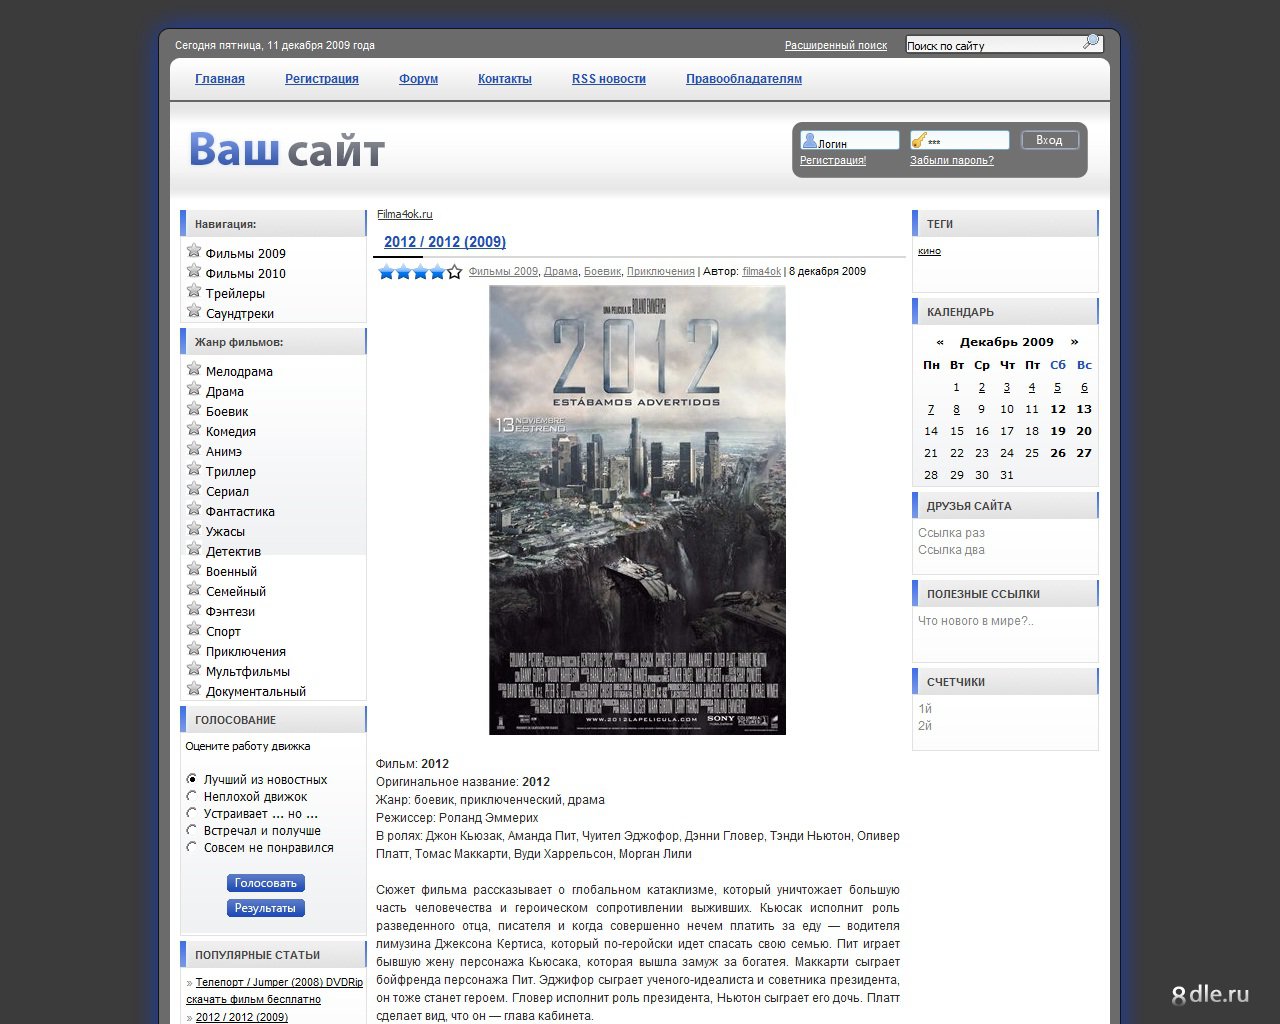 Сегодня пятница, 11 декабря 2009 года
Расширенный поиск
Поиск по сайту
Главная
Регистрация
Форум
Контакты
RSS новости
Правообладателям
Ваш сайт
Логин
***
Вход
Регистрация!
Забыли пароль?
Навигация:
Фильмы 2009
Фильмы 2010
Трейлеры
Саундтреки
Жанр фильмов:
Мелодрама
Драма
Боевик
Комедия
Анимэ
Триллер
Сериал
Фантастика
Ужасы
Детектив
Военный
Семейный
Фэнтези
Спорт
Приключения
Мультфильмы
Документальный
ГОЛОСОВАНИЕ
Оцените работу движка
Лучший из новостных
Неплохой движок
Устраивает ... но ...
Встречал и получше
Совсем не понравился
Голосовать
Результаты
ПОПУЛЯРНЫЕ СТАТЬИ
» Телепорт / Jumper (2008) DVDRip
скачать фильм бесплатно
» 2012 / 2012 (2009)
Filma4ok.ru
2012 / 2012 (2009)
Фильмы 2009, Драма, Боевик, Приключения | Автор: filma4ok | 8 декабря 2009
UNA PELICULA DE ROLAND EMMERICH
2012
ESTÁBAMOS ADVERTIDOS
13 NOVIEMBRE
ESTRENO
WWW.2012LAPELICULA.COM
SONY
COLUMBIA
PICTURES
Фильм: 2012
Оригинальное название: 2012
Жанр: боевик, приключенческий, драма
Режиссер: Роланд Эммерих
В ролях: Джон Кьюзак, Аманда Пит, Чуител Эджофор, Дэнни Гловер, Тэнди Ньютон, Оливер
Платт, Томас Маккарти, Вуди Харрельсон, Морган Лили
Сюжет фильма рассказывает о глобальном катаклизме, который уничтожает большую
часть человечества и героическом сопротивлении выживших. Кьюсак исполнит роль
разведенного отца, писателя и когда совершенно нечем платить за еду — водителя
лимузина Джексона Кертиса, который по-геройски идет спасать свою семью. Пит играет
бывшую жену персонажа Кьюсака, которая вышла замуж за богатея. Маккарти сыграет
бойфренда персонажа Пит. Эджифор сыграет ученого-идеалиста и советника президента,
он тоже станет героем. Гловер исполнит роль президента, Ньютон сыграет его дочь. Платт
сделает вид, что он — глава кабинета.
ТЕГИ
кино
КАЛЕНДАРЬ
« Декабрь 2009 »
Пн Вт Ср Чт Пт Сб Вс
1 2 3 4 5 6
7 8 9 10 11 12 13
14 15 16 17 18 19 20
21 22 23 24 25 26 27
28 29 30 31
ДРУЗЬЯ САЙТА
Ссылка раз
Ссылка два
ПОЛЕЗНЫЕ ССЫЛКИ
Что нового в мире?..
СЧЕТЧИКИ
1й
2й
8dle.ru